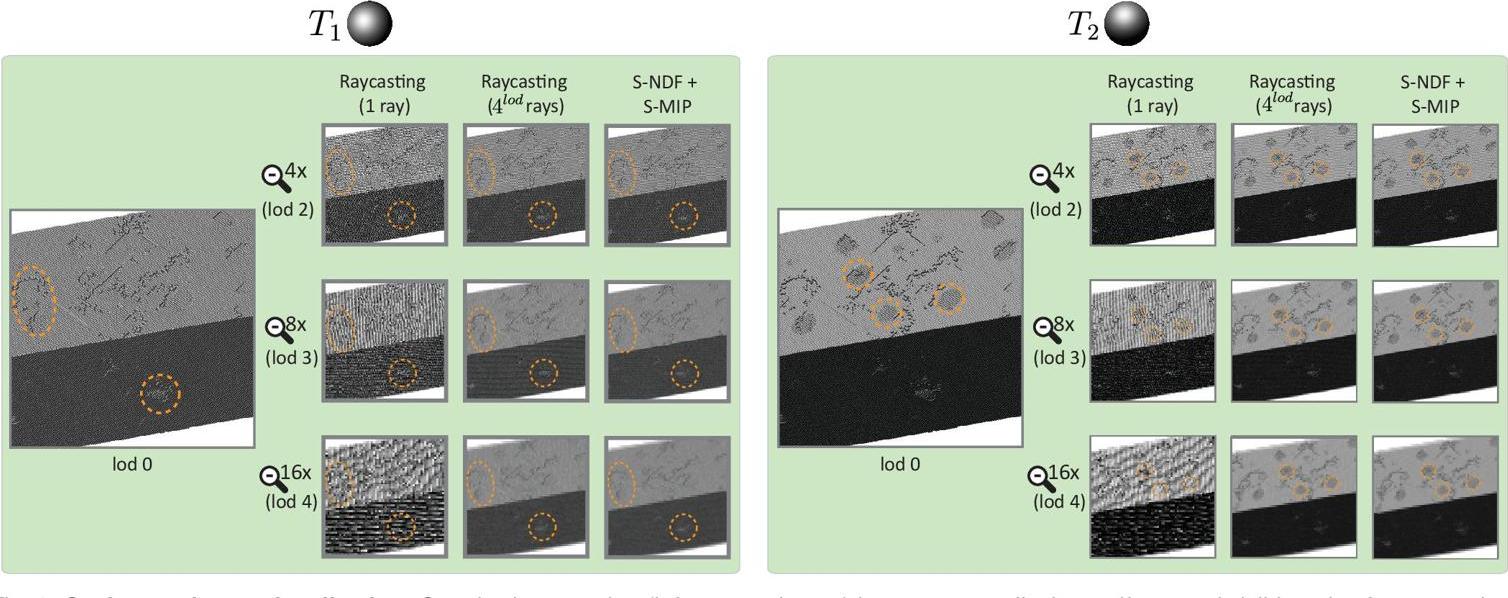 T₁
Raycasting
(1 ray)
Raycasting
(4ˡᵒᵈ rays)
S-NDF +
S-MIP
4x
(lod 2)
8x
(lod 3)
16x
(lod 4)
lod 0
T₂
Raycasting
(1 ray)
Raycasting
(4ˡᵒᵈ rays)
S-NDF +
S-MIP
4x
(lod 2)
8x
(lod 3)
16x
(lod 4)
lod 0